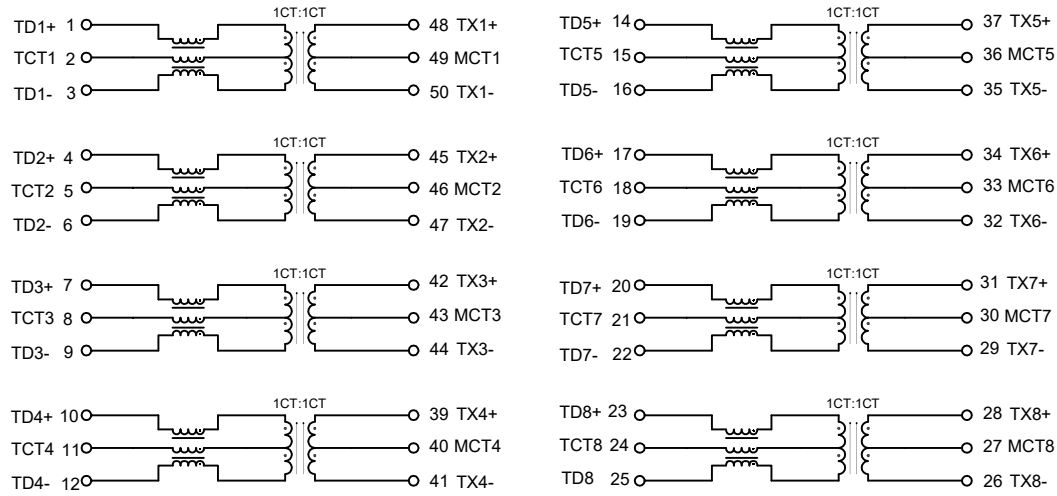 1CT:1CT
TD1+ 1 48 TX1+
TCT1 2 49 MCT1
TD1- 3 50 TX1-
1CT:1CT
TD2+ 4 45 TX2+
TCT2 5 46 MCT2
TD2- 6 47 TX2-
1CT:1CT
TD3+ 7 42 TX3+
TCT3 8 43 MCT3
TD3- 9 44 TX3-
1CT:1CT
TD4+ 10 39 TX4+
TCT4 11 40 MCT4
TD4- 12 41 TX4-
1CT:1CT
TD5+ 14 37 TX5+
TCT5 15 36 MCT5
TD5- 16 35 TX5-
1CT:1CT
TD6+ 17 34 TX6+
TCT6 18 33 MCT6
TD6- 19 32 TX6-
1CT:1CT
TD7+ 20 31 TX7+
TCT7 21 30 MCT7
TD7- 22 29 TX7-
1CT:1CT
TD8+ 23 28 TX8+
TCT8 24 27 MCT8
TD8 25 26 TX8-